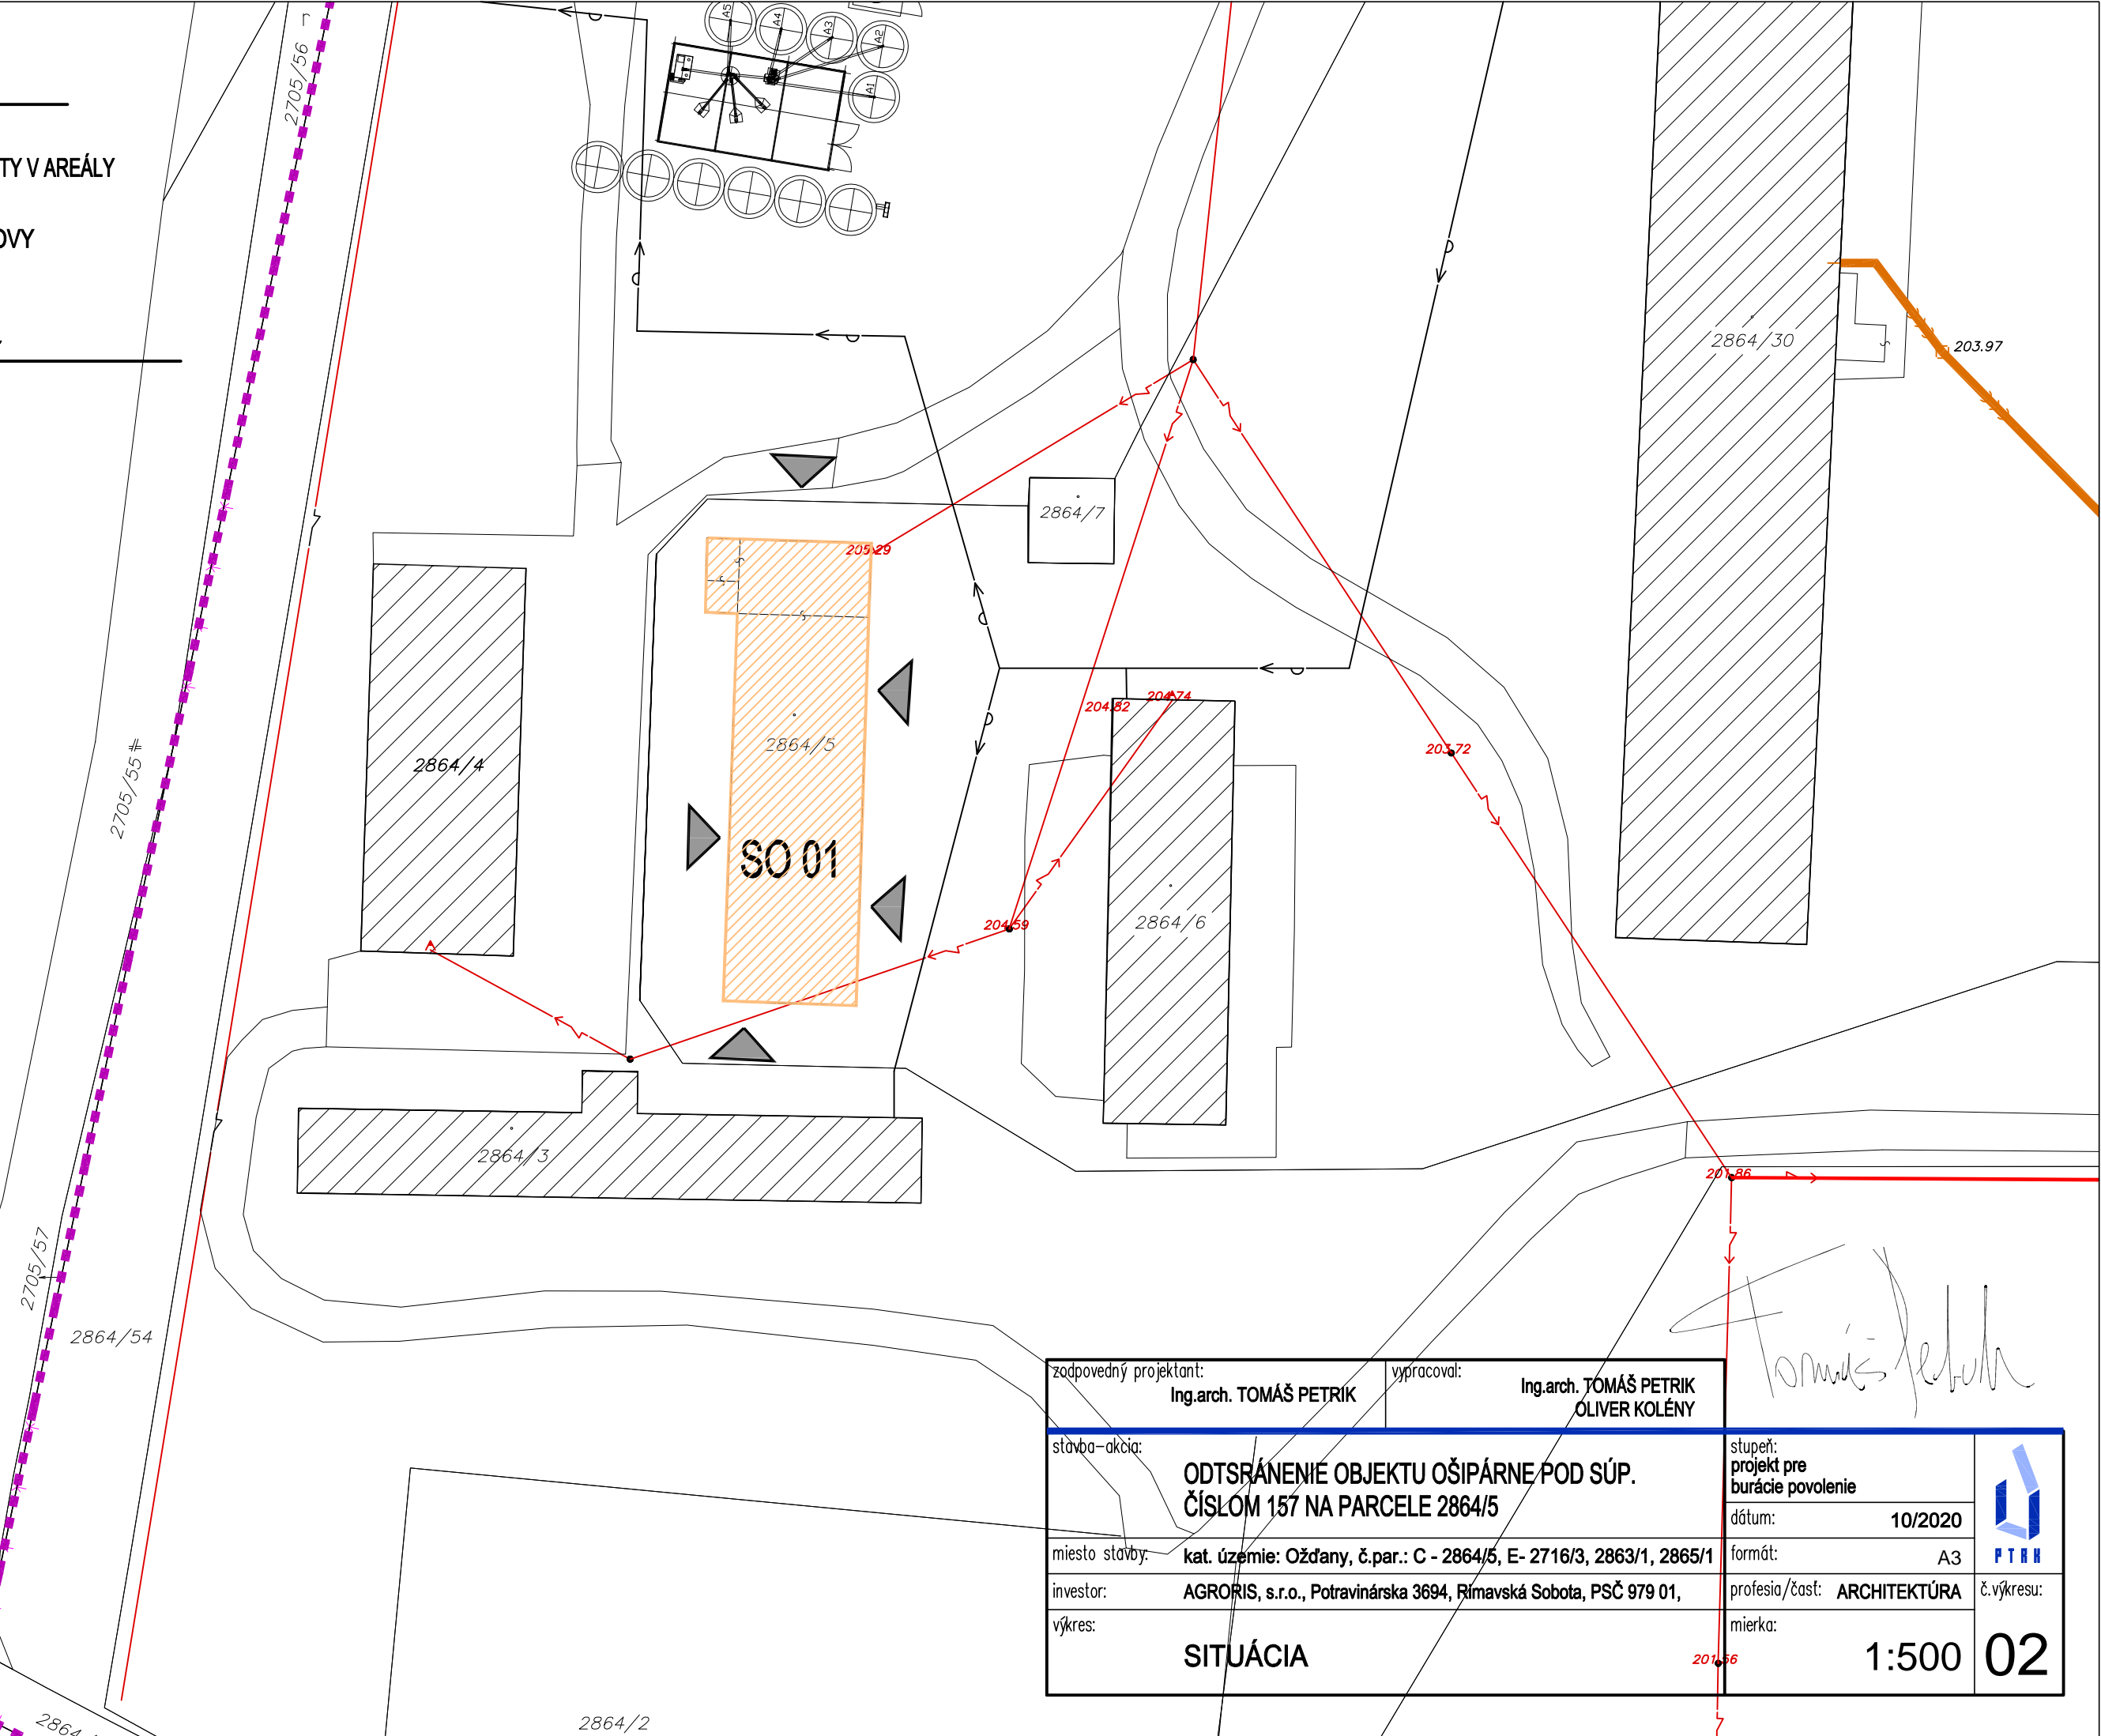 TY V AREÁLY
OVY
2705/56
2705/55
2705/57
2864/54
A5
A4
A3
A2
A1
2864/30
203.97
2864/7
205.29
2864/4
2864/5
SO 01
204.82
204.74
203.72
204.59
2864/6
2864/3
201.86
2864/2
201.56
Tomáš Petrik
zodpovedný projektant:
Ing.arch. TOMÁŠ PETRIK
vypracoval:
Ing.arch. TOMÁŠ PETRIK
OLIVER KOLÉNY
stavba-akcia:
ODTSRÁNENIE OBJEKTU OŠIPÁRNE POD SÚP.
ČÍSLOM 157 NA PARCELE 2864/5
stupeň:
projekt pre
burácie povolenie
dátum: 10/2020
miesto stavby: kat. územie: Ožďany, č.par.: C - 2864/5, E- 2716/3, 2863/1, 2865/1
formát: A3
PTRK
investor: AGRORIS, s.r.o., Potravinárska 3694, Rimavská Sobota, PSČ 979 01,
profesia/časť: ARCHITEKTÚRA
č.výkresu:
výkres:
SITUÁCIA
mierka:
1:500
02